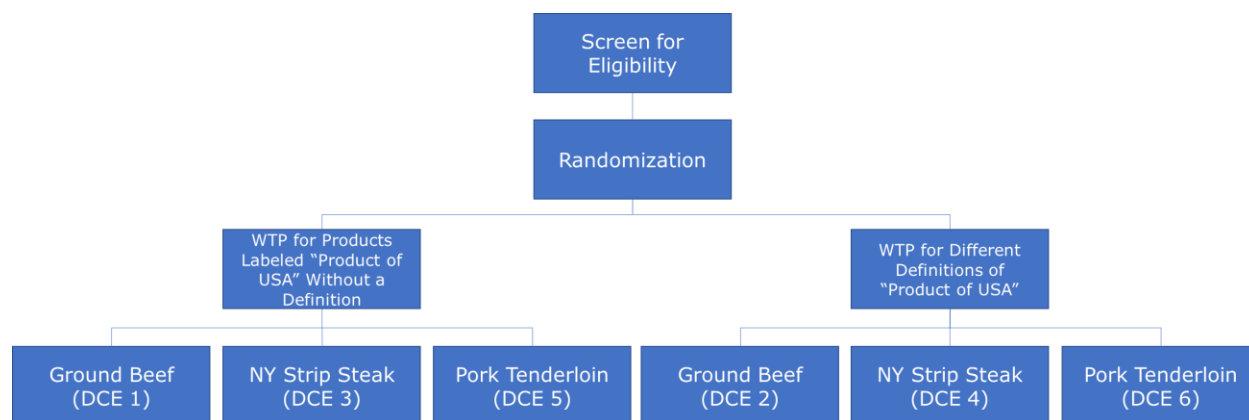 Screen for
Eligibility
Randomization
WTP for Products
Labeled “Product of
USA” Without a
Definition
WTP for Different
Definitions of
“Product of USA”
Ground Beef
(DCE 1)
NY Strip Steak
(DCE 3)
Pork Tenderloin
(DCE 5)
Ground Beef
(DCE 2)
NY Strip Steak
(DCE 4)
Pork Tenderloin
(DCE 6)